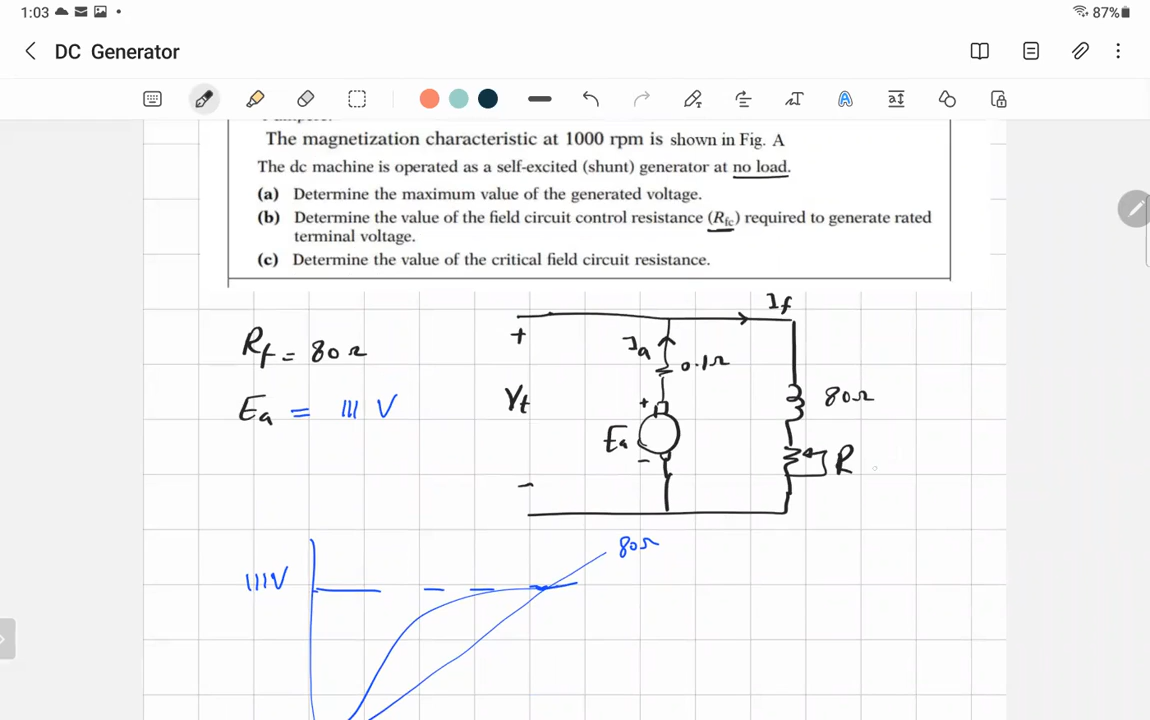 1:03
87%
DC Generator
The magnetization characteristic at 1000 rpm is shown in Fig. A
The dc machine is operated as a self-excited (shunt) generator at no load.
(a) Determine the maximum value of the generated voltage.
(b) Determine the value of the field circuit control resistance (Rfc) required to generate rated
terminal voltage.
(c) Determine the value of the critical field circuit resistance.
If
+
Ia
0.1Ω
Rf = 80Ω
Vt
+
80Ω
Ea = 111 V
Ea
-
R
-
80Ω
111V